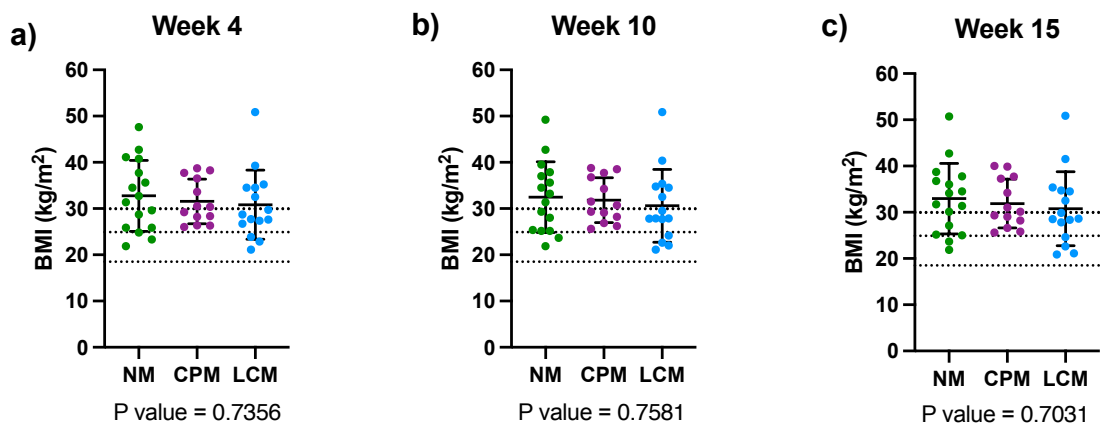 a)
Week 4
BMI (kg/m²)
60
50
40
30
20
10
0
NM CPM LCM
P value = 0.7356
b)
Week 10
BMI (kg/m²)
60
50
40
30
20
10
0
NM CPM LCM
P value = 0.7581
c)
Week 15
BMI (kg/m²)
60
50
40
30
20
10
0
NM CPM LCM
P value = 0.7031